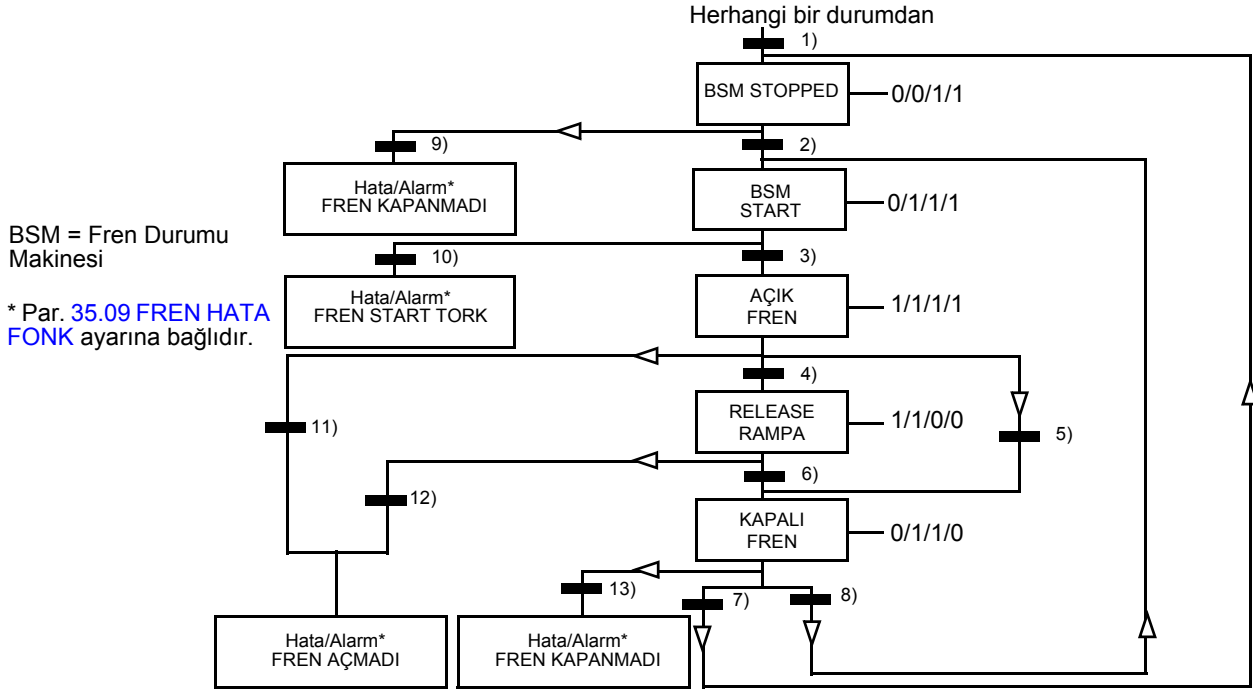 Herhangi bir durumdan
1)
BSM STOPPED
0/0/1/1
9)
2)
Hata/Alarm*
FREN KAPANMADI
BSM
START
0/1/1/1
BSM = Fren Durumu
Makinesi
10)
3)
* Par. 35.09 FREN HATA
FONK ayarına bağlıdır.
Hata/Alarm*
FREN START TORK
AÇIK
FREN
1/1/1/1
4)
RELEASE
RAMPA
1/1/0/0
11)
5)
6)
12)
KAPALI
FREN
0/1/1/0
13)
7)
8)
Hata/Alarm*
FREN AÇMADI
Hata/Alarm*
FREN KAPANMADI